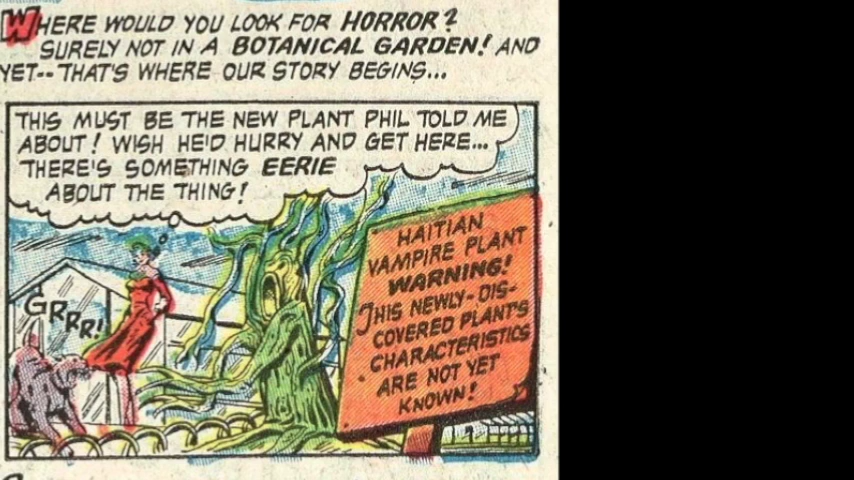 WHERE WOULD YOU LOOK FOR HORROR?
SURELY NOT IN A BOTANICAL GARDEN! AND
YET--THAT'S WHERE OUR STORY BEGINS...
THIS MUST BE THE NEW PLANT PHIL TOLD ME
ABOUT! WISH HE'D HURRY AND GET HERE...
THERE'S SOMETHING EERIE
ABOUT THE THING!
GRRR!
HAITIAN
VAMPIRE PLANT
WARNING!
THIS NEWLY-DIS-
COVERED PLANT'S
CHARACTERISTICS
ARE NOT YET
KNOWN!